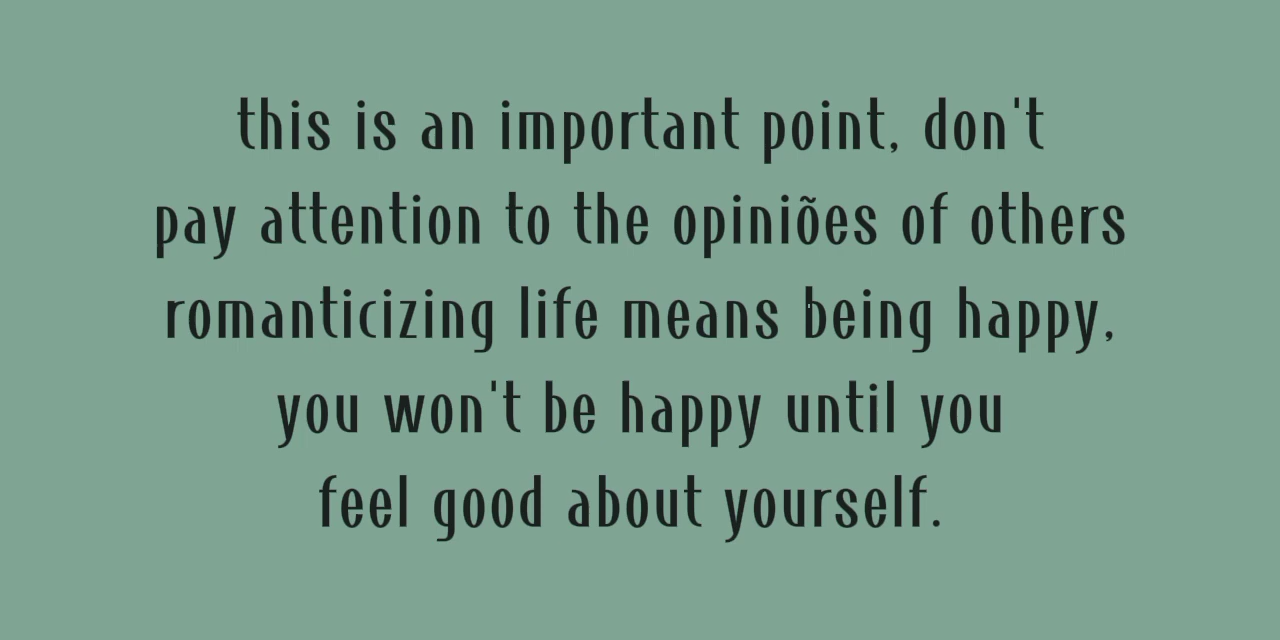 this is an important point, don't
pay attention to the opiniões of others
romanticizing life means being happy,
you won't be happy until you
feel good about yourself.